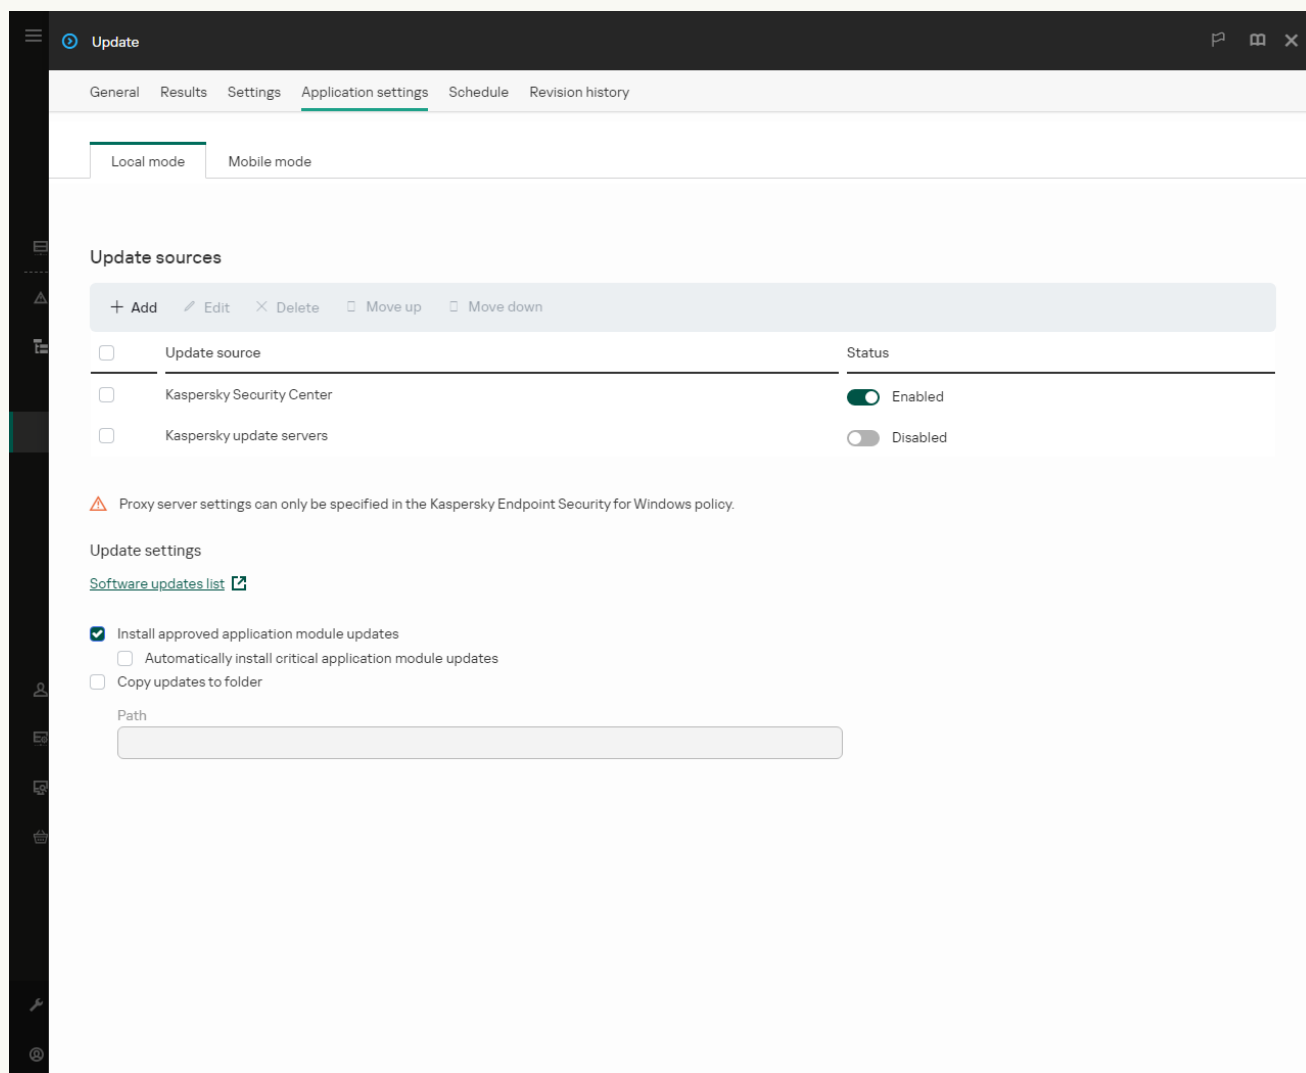 Update
General Results Settings Application settings Schedule Revision history
Local mode Mobile mode
Update sources
Add Edit Delete Move up Move down
Update source Status
Kaspersky Security Center Enabled
Kaspersky update servers Disabled
Proxy server settings can only be specified in the Kaspersky Endpoint Security for Windows policy.
Update settings
Software updates list
Install approved application module updates
Automatically install critical application module updates
Copy updates to folder
Path